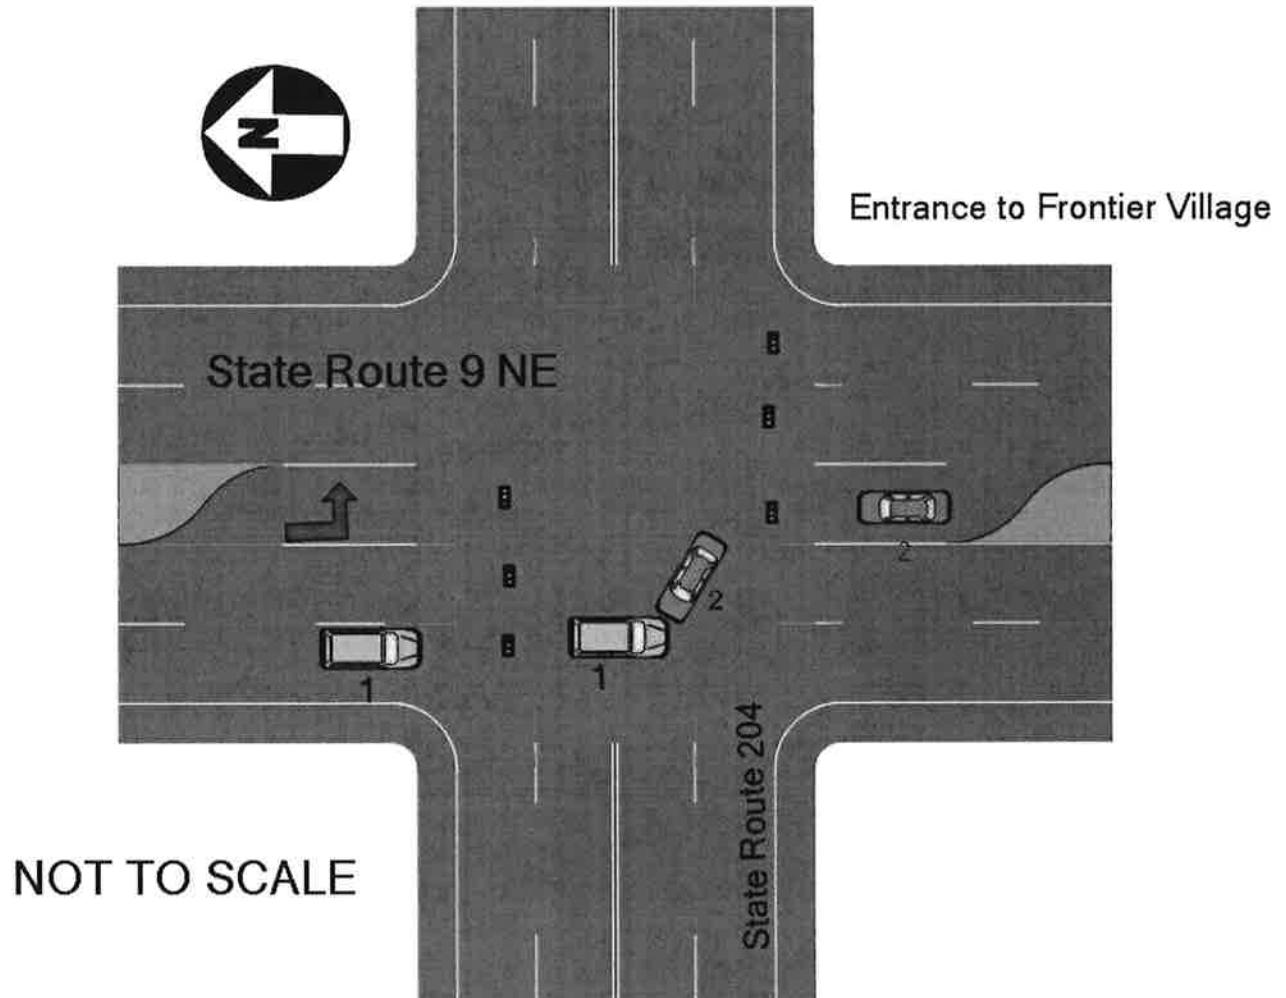 N
Entrance to Frontier Village
State Route 9 NE
2
2
1
1
State Route 204
NOT TO SCALE